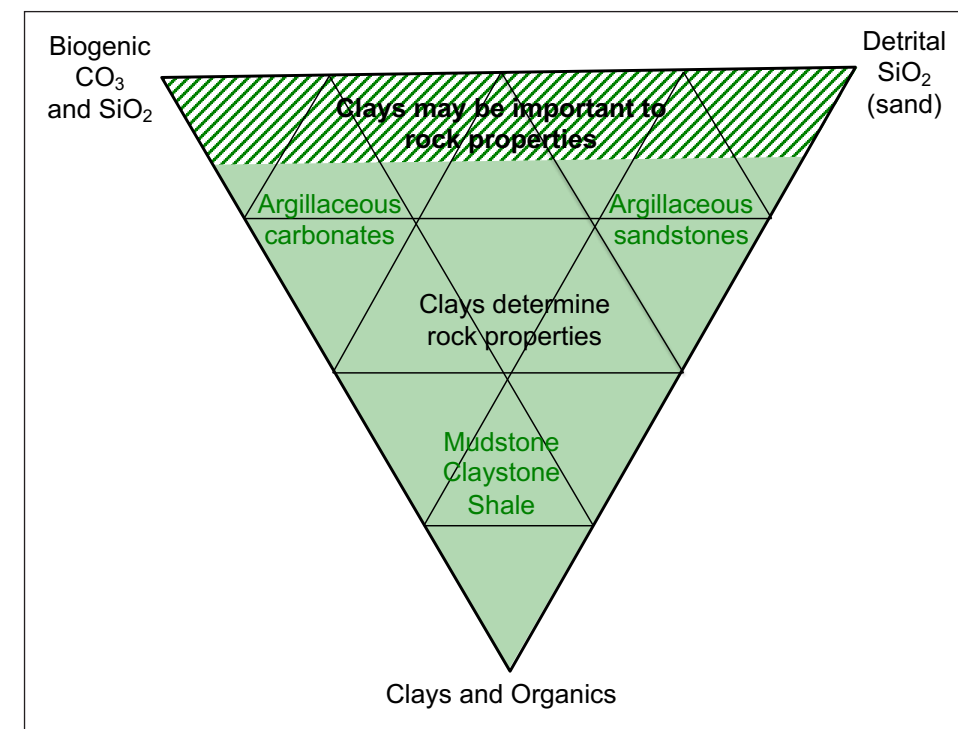 Biogenic
CO₃
and SiO₂
Detrital
SiO₂
(sand)
Clays may be important to
rock properties
Argillaceous
carbonates
Argillaceous
sandstones
Clays determine
rock properties
Mudstone
Claystone
Shale
Clays and Organics